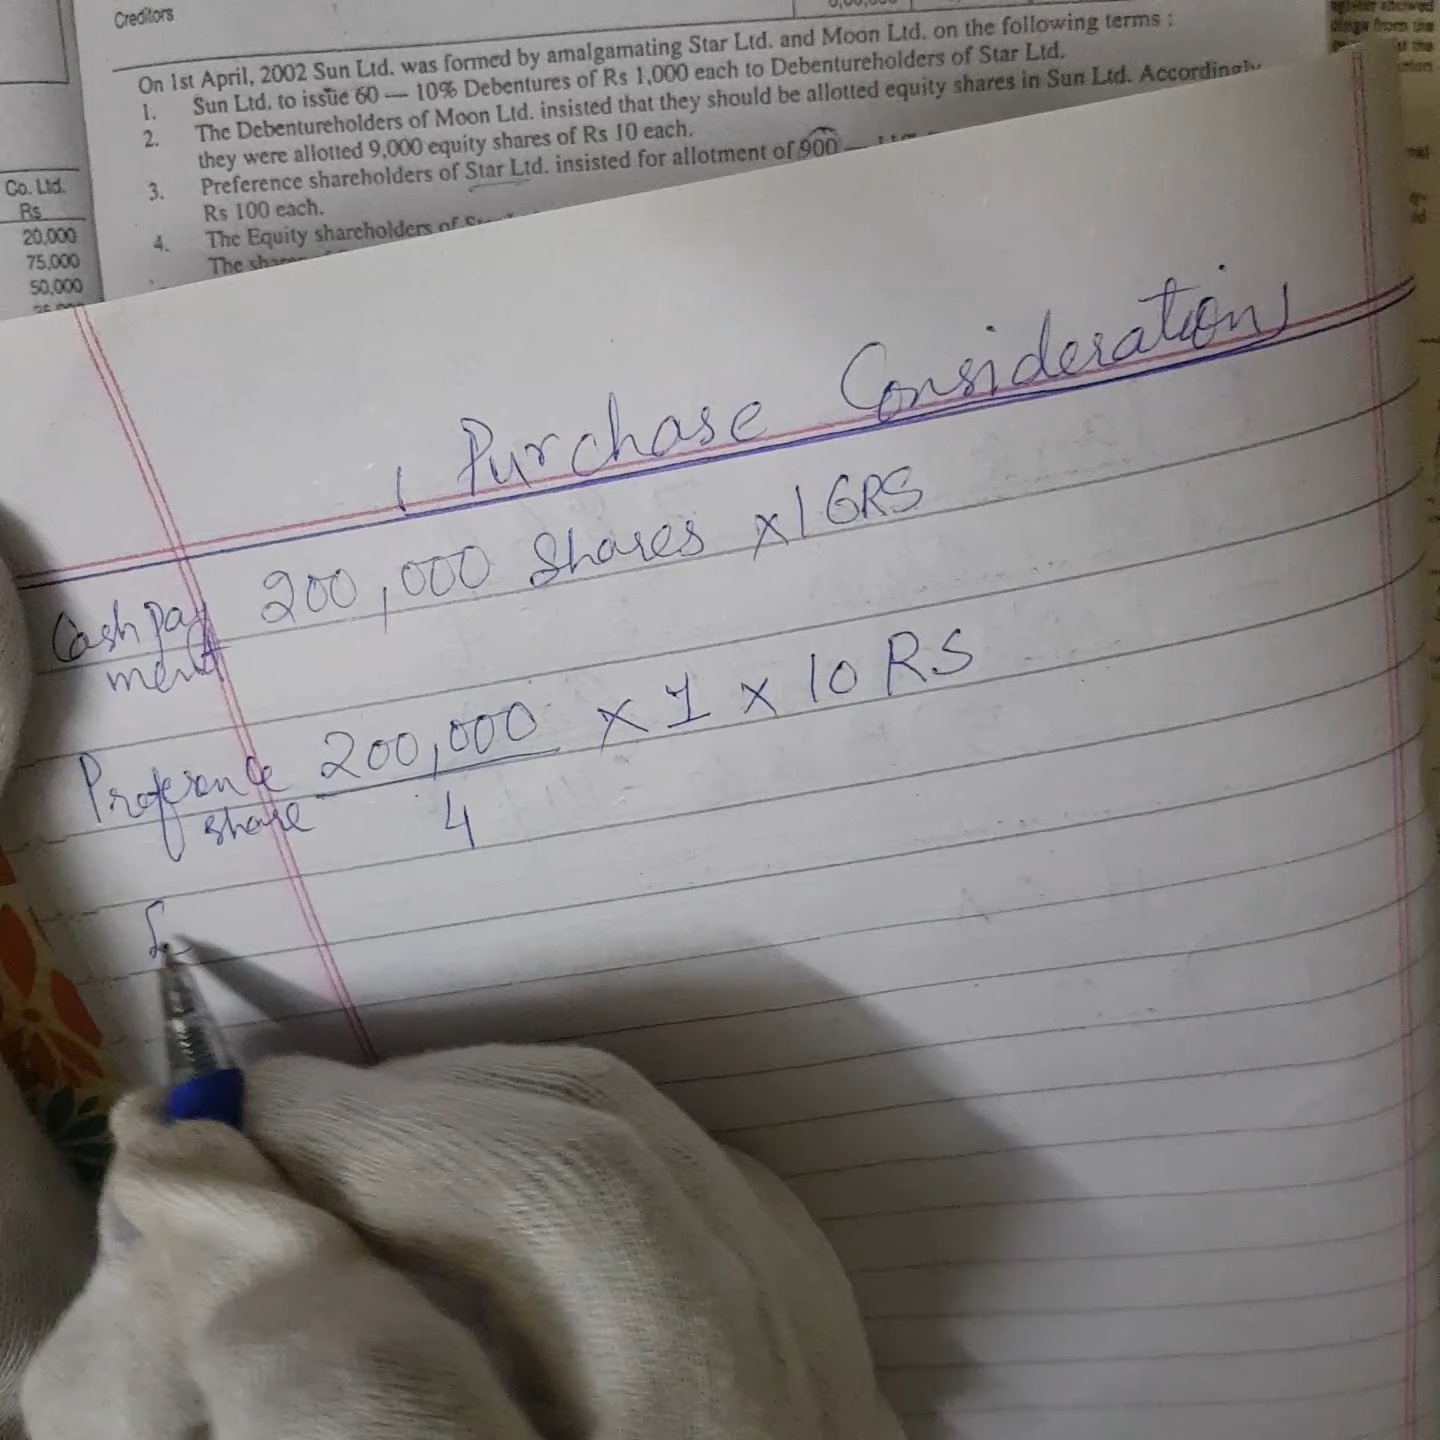 Creditors
On 1st April, 2002 Sun Ltd. was formed by amalgamating Star Ltd. and Moon Ltd. on the following terms :
1. Sun Ltd. to issue 60 — 10% Debentures of Rs 1,000 each to Debentureholders of Star Ltd.
2. The Debentureholders of Moon Ltd. insisted that they should be allotted equity shares in Sun Ltd. Accordingly
they were allotted 9,000 equity shares of Rs 10 each.
3. Preference shareholders of Star Ltd. insisted for allotment of 900 —
Rs 100 each.
4. The Equity shareholders of
The
Co. Ltd.
Rs
20,000
75,000
50,000
Purchase Consideration
Cash pay 200,000 Shares × 16RS
ment
Preferance 200,000 × 1 × 10 RS
share 4